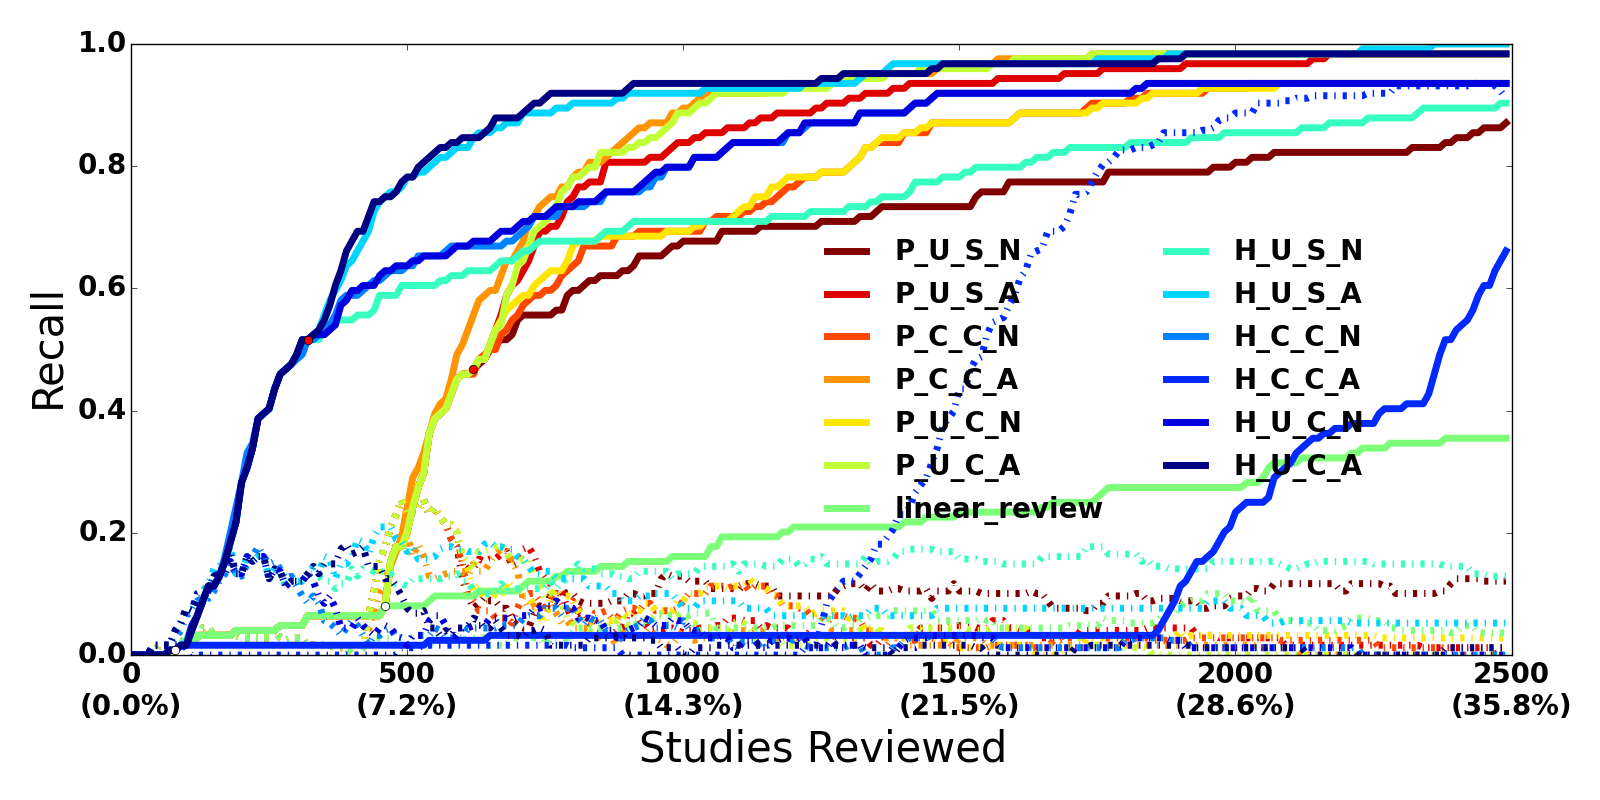 1.0
0.8
0.6
0.4
0.2
0.0
Recall
P_U_S_N
P_U_S_A
P_C_C_N
P_C_C_A
P_U_C_N
P_U_C_A
linear_review
H_U_S_N
H_U_S_A
H_C_C_N
H_C_C_A
H_U_C_N
H_U_C_A
0 500 1000 1500 2000 2500
(0.0%) (7.2%) (14.3%) (21.5%) (28.6%) (35.8%)
Studies Reviewed